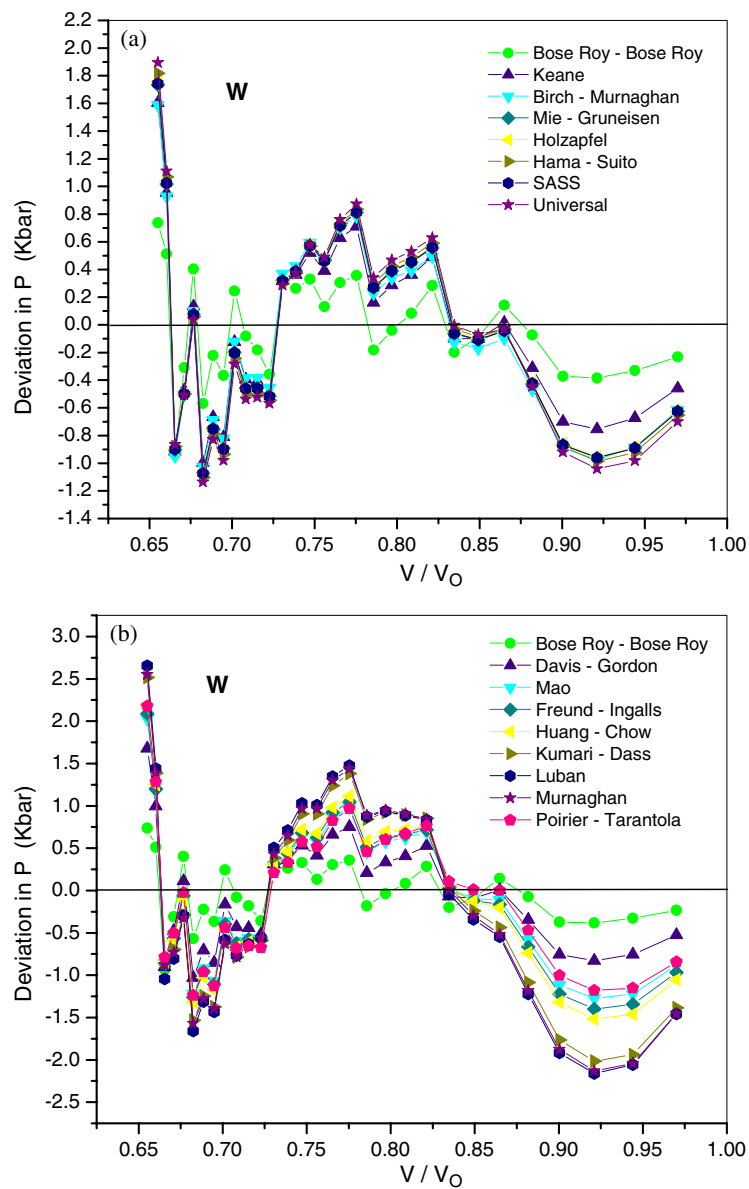 (a)
W
Bose Roy - Bose Roy
Keane
Birch - Murnaghan
Mie - Gruneisen
Holzapfel
Hama - Suito
SASS
Universal
Deviation in P (Kbar)
2.2
2.0
1.8
1.6
1.4
1.2
1.0
0.8
0.6
0.4
0.2
0.0
-0.2
-0.4
-0.6
-0.8
-1.0
-1.2
-1.4
0.65
0.70
0.75
0.80
0.85
0.90
0.95
1.00
V / VO
(b)
W
Bose Roy - Bose Roy
Davis - Gordon
Mao
Freund - Ingalls
Huang - Chow
Kumari - Dass
Luban
Murnaghan
Poirier - Tarantola
Deviation in P (Kbar)
3.0
2.5
2.0
1.5
1.0
0.5
0.0
-0.5
-1.0
-1.5
-2.0
-2.5
0.65
0.70
0.75
0.80
0.85
0.90
0.95
1.00
V / VO